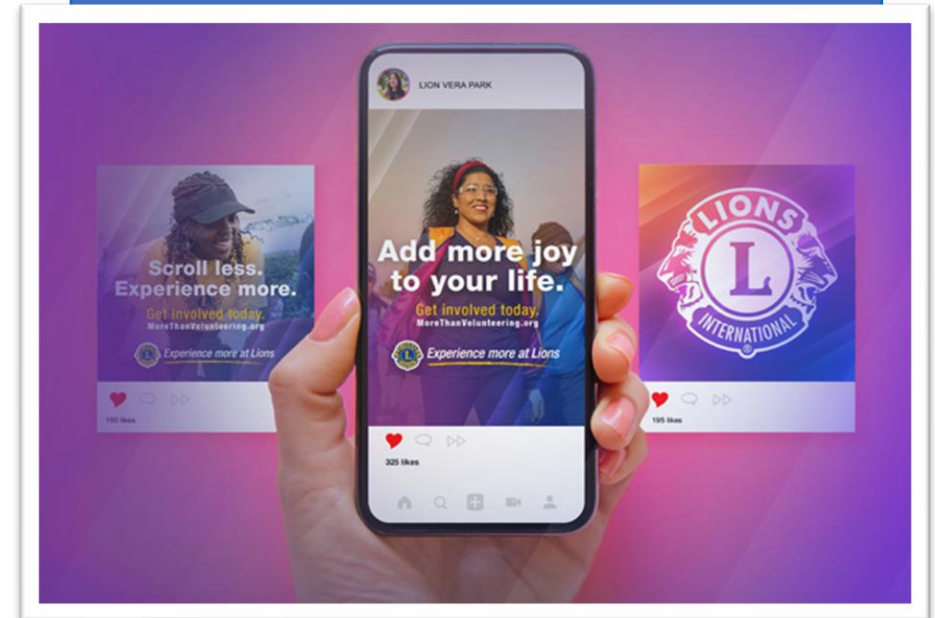 LION VERA PARK
Add more joy
to your life.
Get involved today.
MoreThanVolunteering.org
Experience more at Lions
325 likes
Scroll less.
Experience more.
Get involved today.
MoreThanVolunteering.org
Experience more at Lions
150 likes
LIONS
L
INTERNATIONAL
®
195 likes